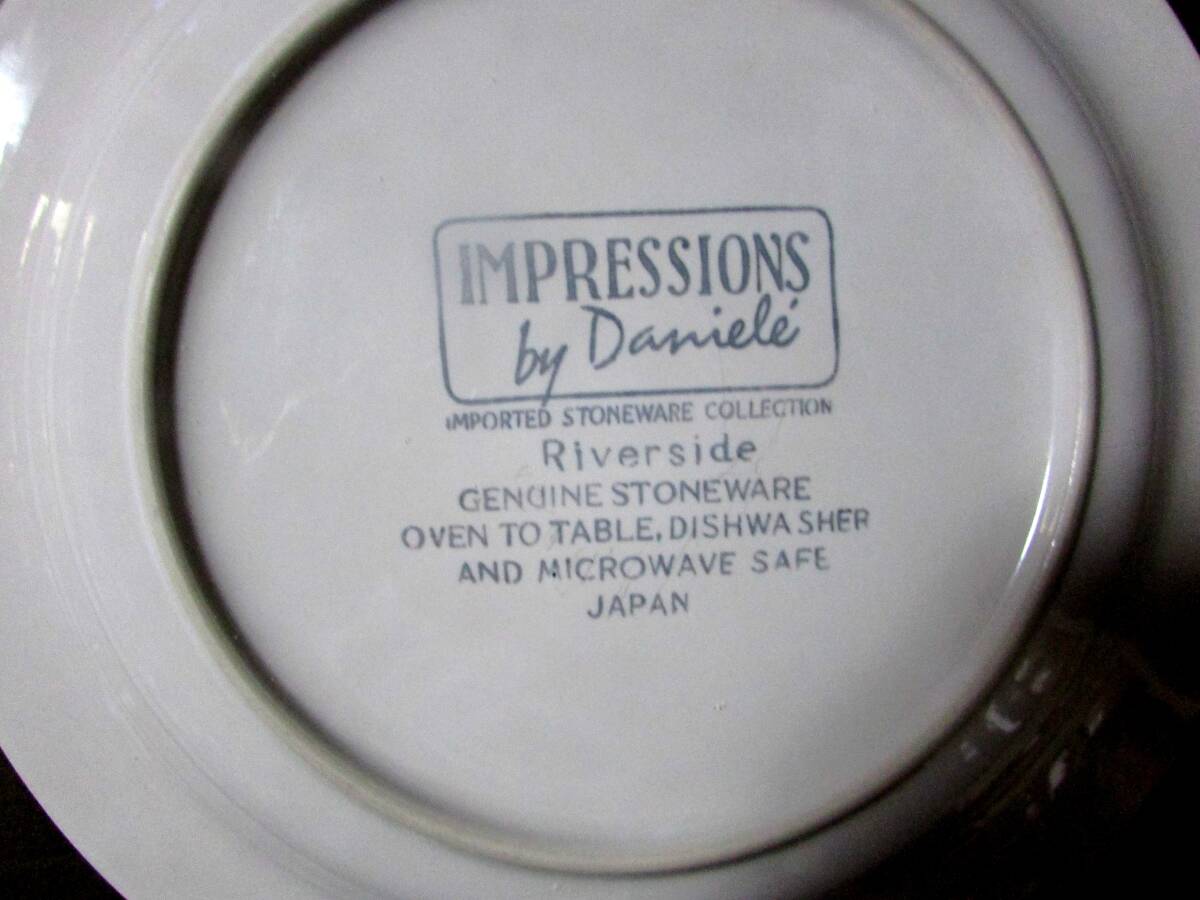 IMPRESSIONS
by Danielé
IMPORTED STONEWARE COLLECTION
Riverside
GENUINE STONEWARE
OVEN TO TABLE, DISHWASHER
AND MICROWAVE SAFE
JAPAN